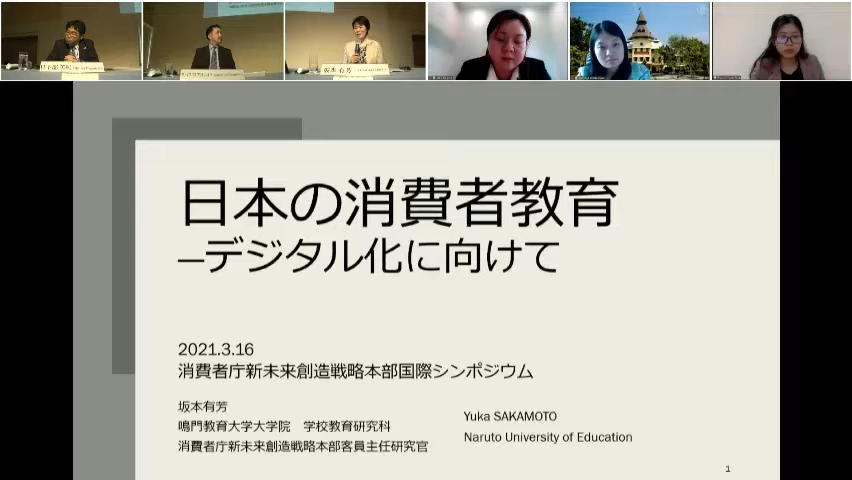 坂本 有芳
日本の消費者教育
―デジタル化に向けて
2021.3.16
消費者庁新未来創造戦略本部国際シンポジウム
坂本有芳
鳴門教育大学大学院 学校教育研究科
消費者庁新未来創造戦略本部客員主任研究官
Yuka SAKAMOTO
Naruto University of Education
1